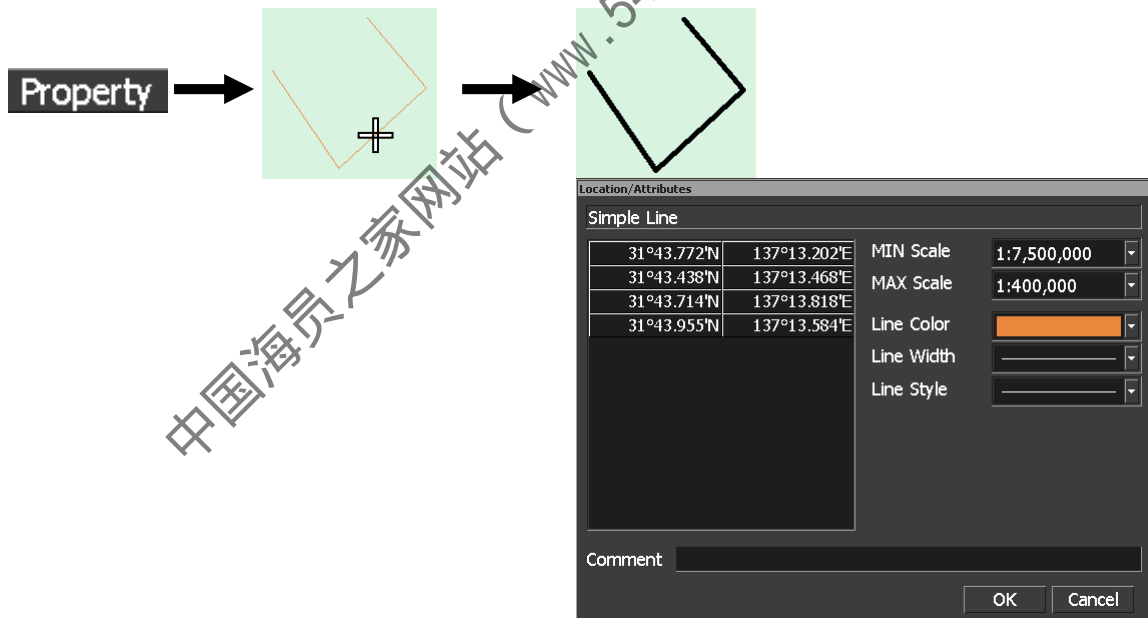 Property
Location/Attributes
Simple Line
31°43.772'N 137°13.202'E
31°43.438'N 137°13.468'E
31°43.714'N 137°13.818'E
31°43.955'N 137°13.584'E
MIN Scale 1:7,500,000
MAX Scale 1:400,000
Line Color
Line Width
Line Style
Comment
OK Cancel
中国海员之家网站（www.54